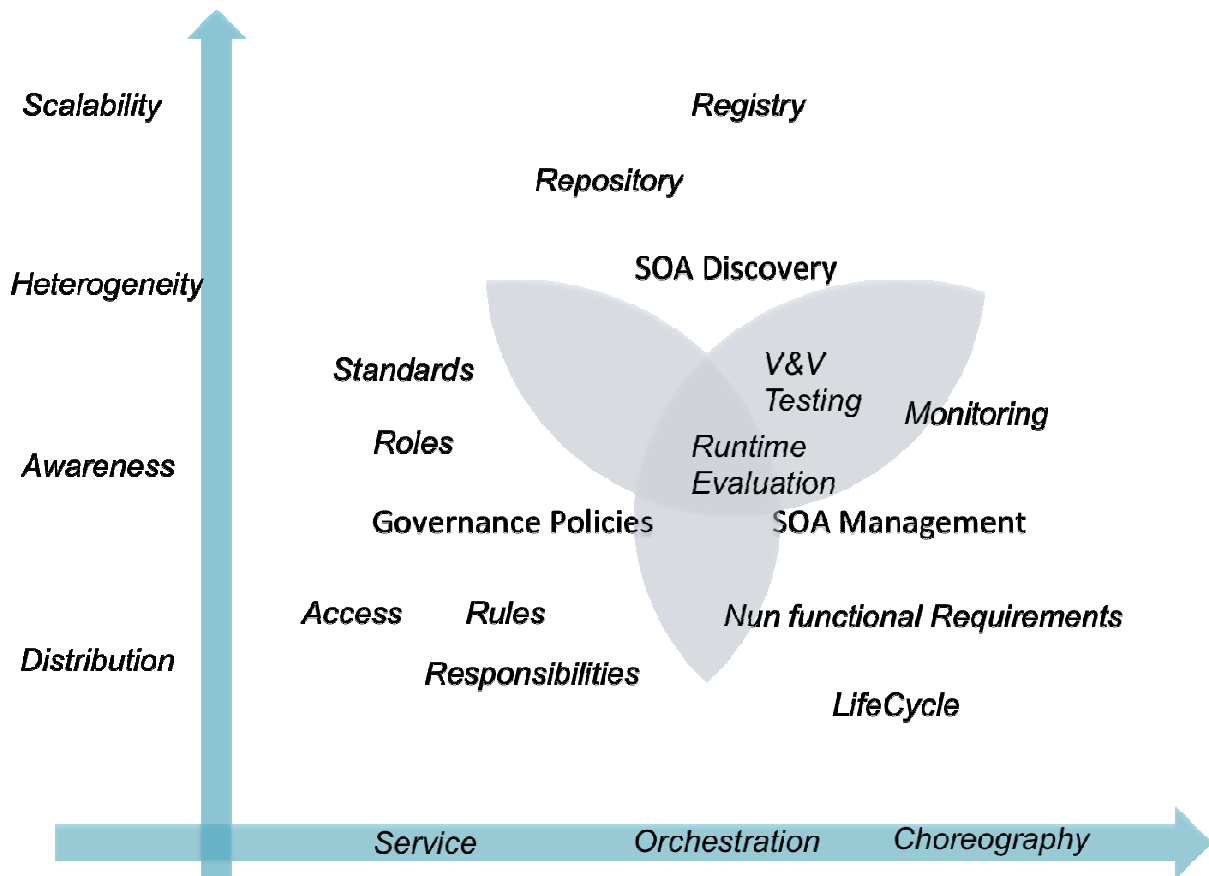 Scalability
Registry
Repository
SOA Discovery
Heterogeneity
Standards
V&V
Testing
Monitoring
Roles
Runtime
Evaluation
Awareness
Governance Policies
SOA Management
Access
Rules
Nun functional Requirements
Distribution
Responsibilities
LifeCycle
Service
Orchestration
Choreography